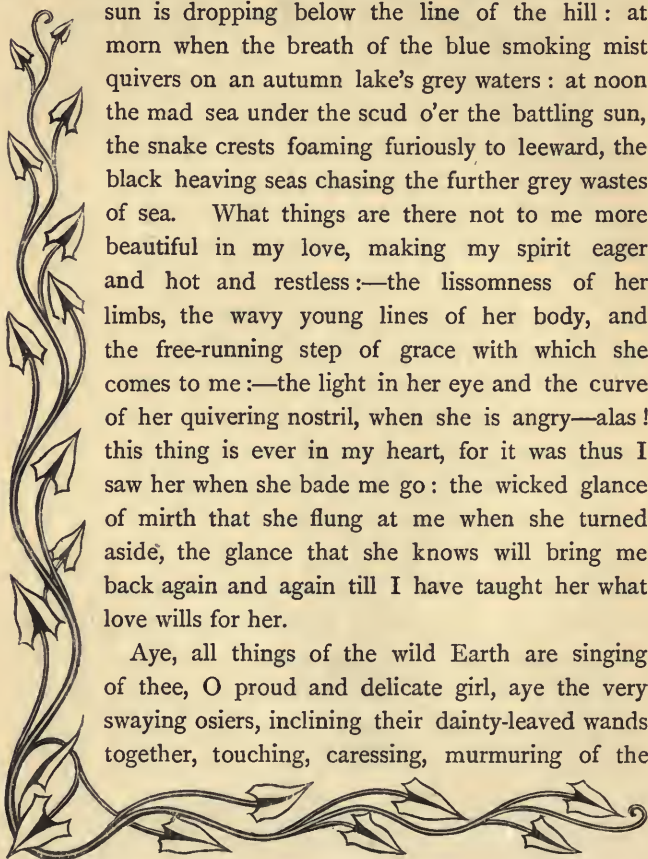 sun is dropping below the line of the hill : at
morn when the breath of the blue smoking mist
quivers on an autumn lake's grey waters : at noon
the mad sea under the scud o'er the battling sun,
the snake crests foaming furiously to leeward, the
black heaving seas chasing the further grey wastes
of sea. What things are there not to me more
beautiful in my love, making my spirit eager
and hot and restless :—the lissomness of her
limbs, the wavy young lines of her body, and
the free-running step of grace with which she
comes to me :—the light in her eye and the curve
of her quivering nostril, when she is angry—alas !
this thing is ever in my heart, for it was thus I
saw her when she bade me go : the wicked glance
of mirth that she flung at me when she turned
aside, the glance that she knows will bring me
back again and again till I have taught her what
love wills for her.
Aye, all things of the wild Earth are singing
of thee, O proud and delicate girl, aye the very
swaying osiers, inclining their dainty-leaved wands
together, touching, caressing, murmuring of the